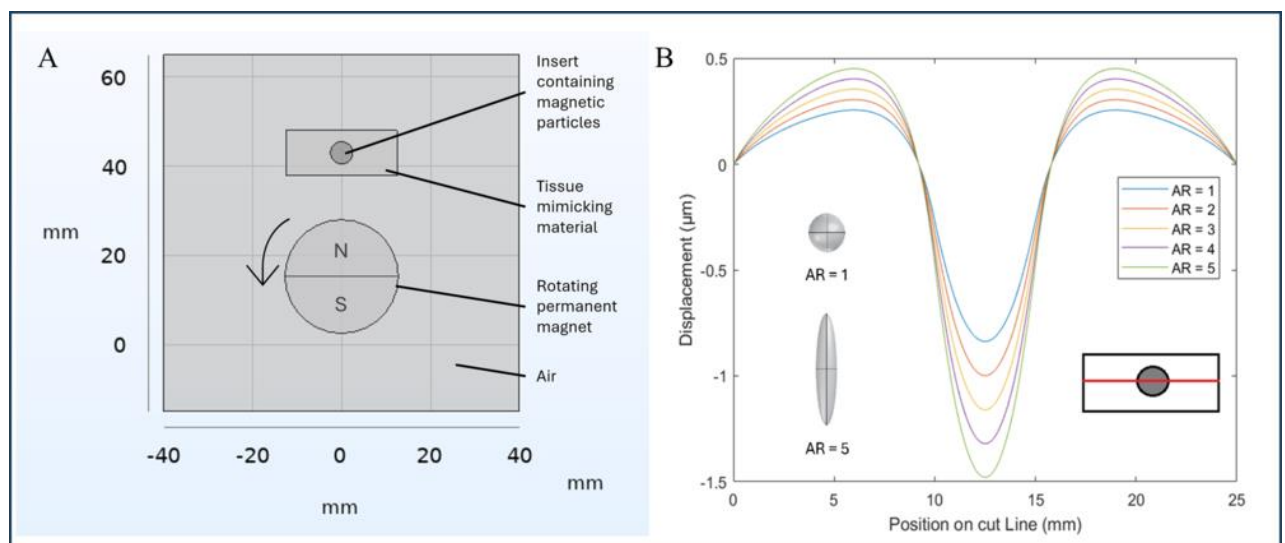 A
60
40
mm
20
0
-40
-20
0
20
40
mm
mm
N
S
Insert
containing
magnetic
particles
Tissue
mimicking
material
Rotating
permanent
magnet
Air
B
0.5
0
-0.5
-1
-1.5
Displacement (μm)
AR = 1
AR = 5
AR = 1
AR = 2
AR = 3
AR = 4
AR = 5
0
5
10
15
20
25
Position on cut Line (mm)